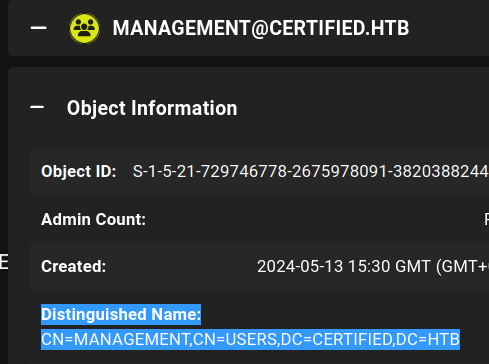 MANAGEMENT@CERTIFIED.HTB
Object Information
Object ID: S-1-5-21-729746778-2675978091-3820388244
Admin Count:
Created: 2024-05-13 15:30 GMT (GMT+
Distinguished Name:
CN=MANAGEMENT,CN=USERS,DC=CERTIFIED,DC=HTB